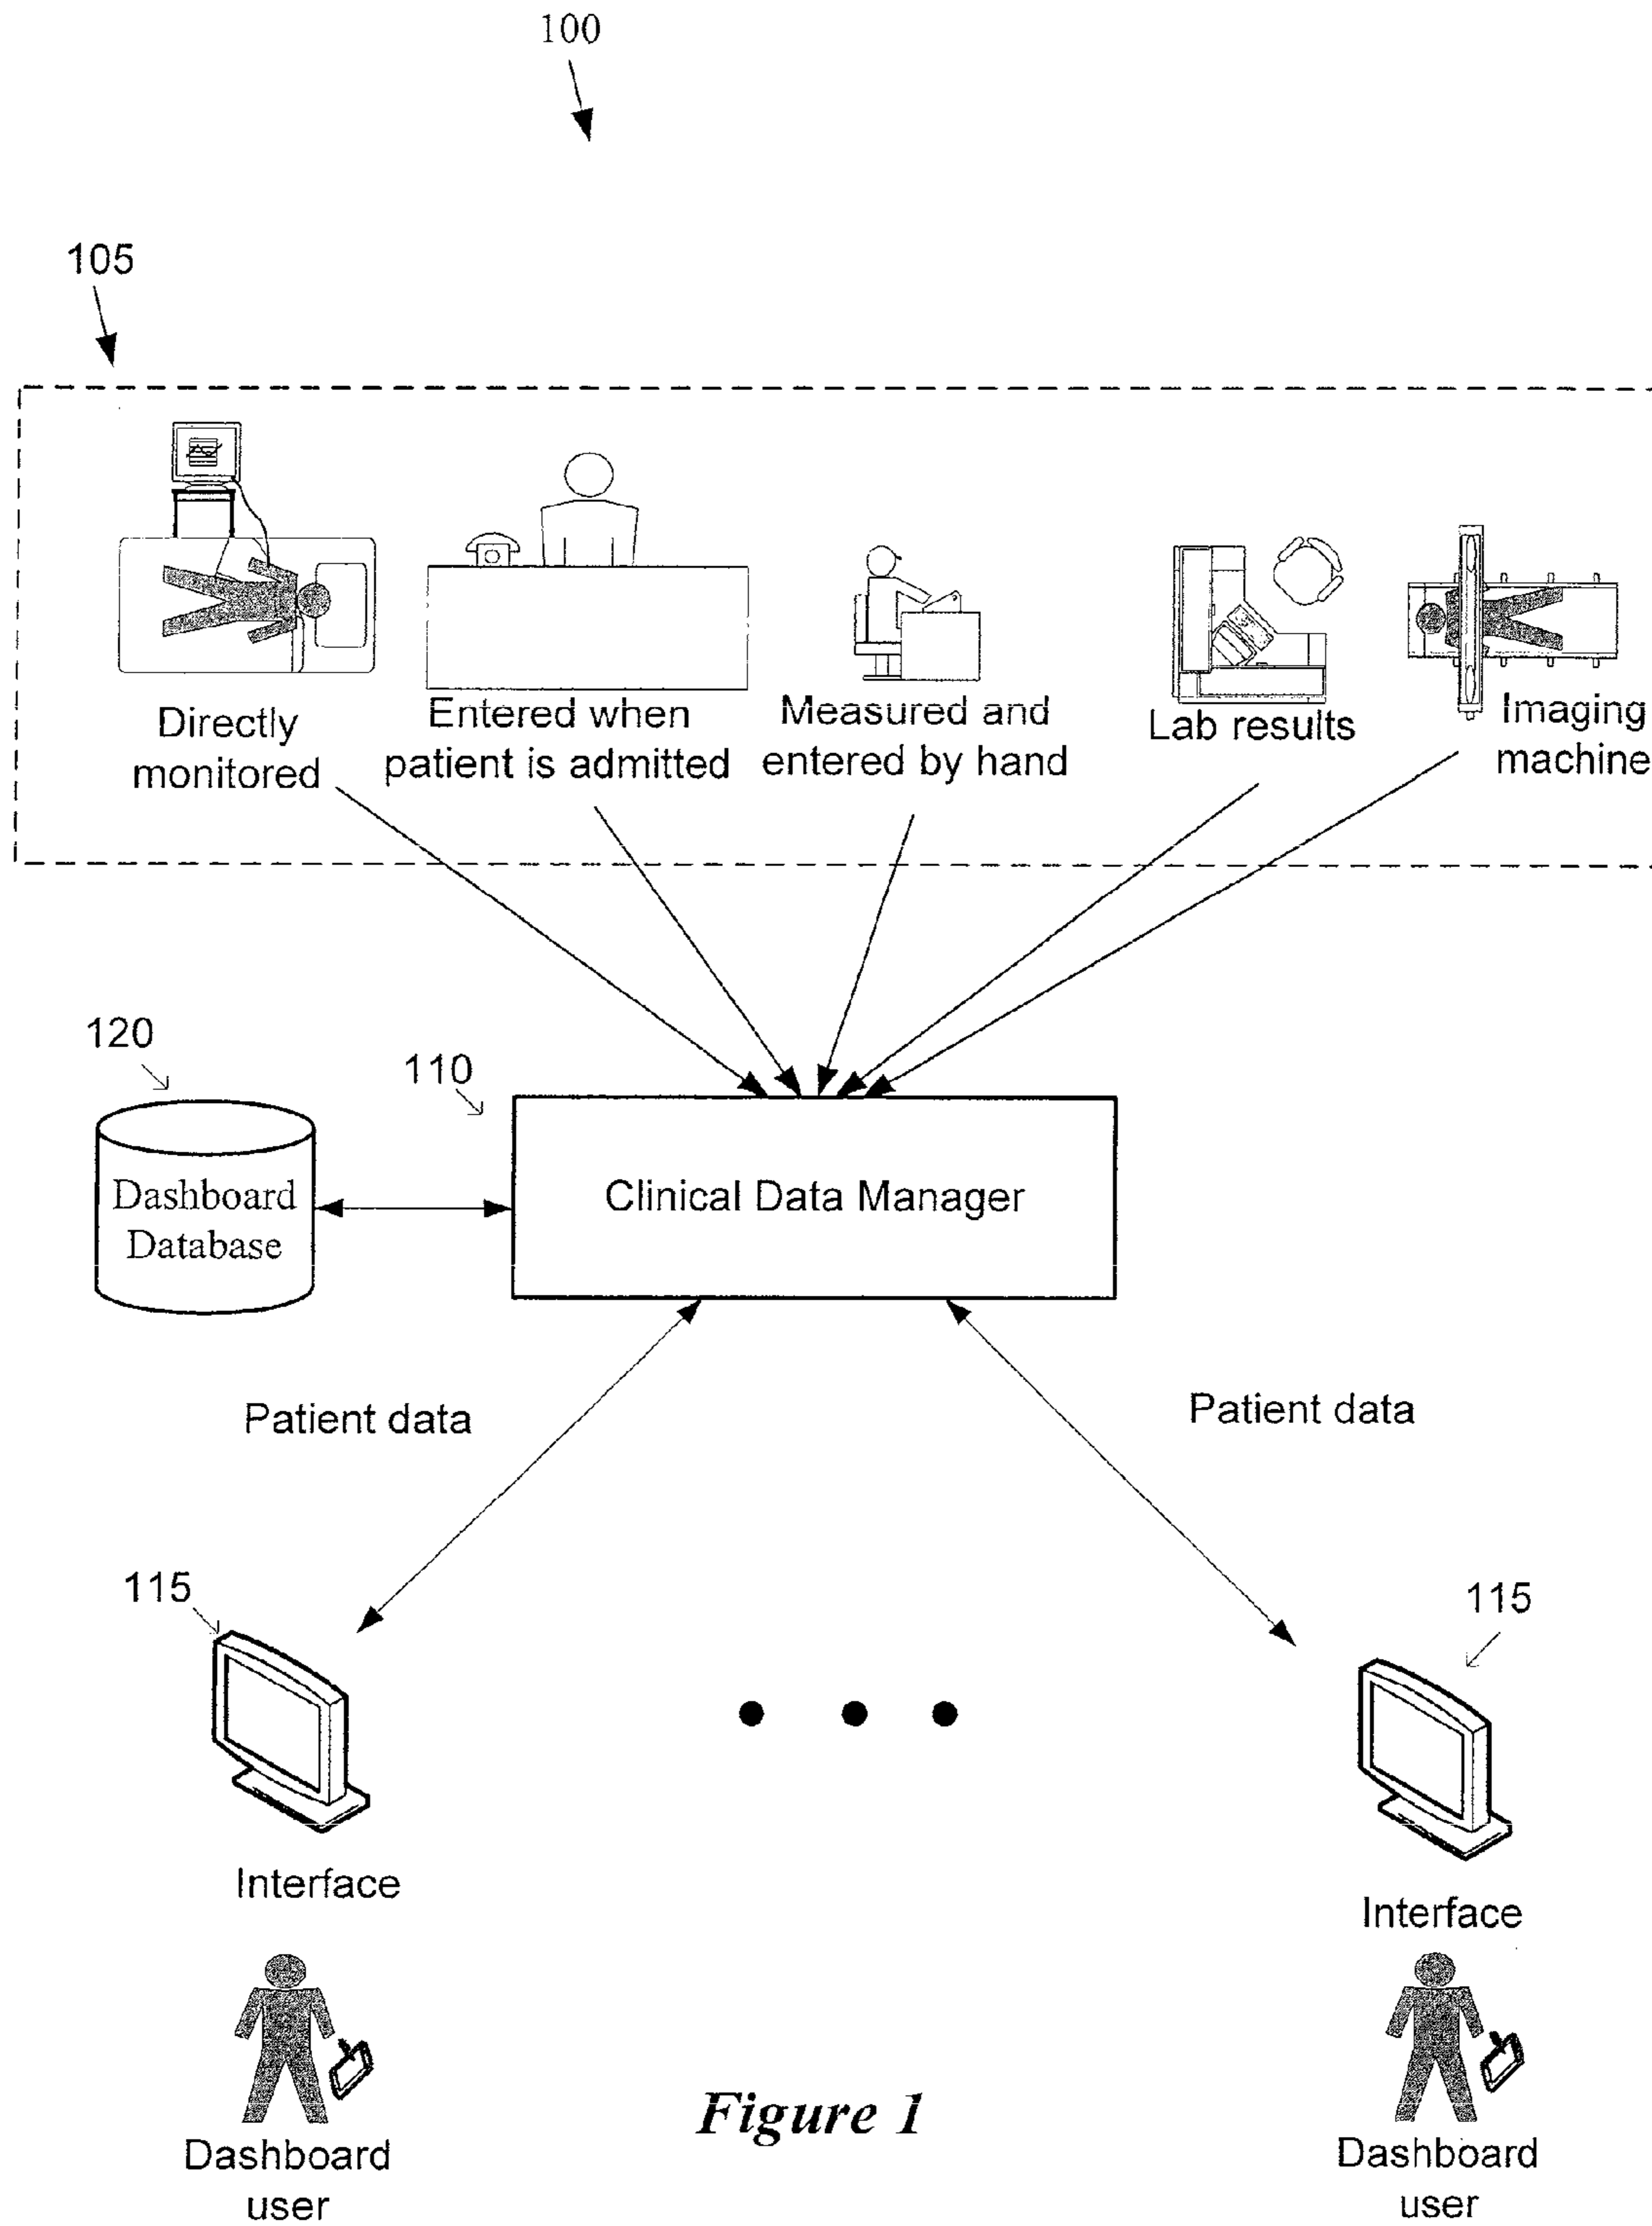 100
105
Directly
monitored
Entered when
patient is admitted
Measured and
entered by hand
Lab results
Imaging
machine
120
110
Dashboard
Database
Clinical Data Manager
Patient data
Patient data
115
115
Interface
Interface
Dashboard
user
Figure 1
Dashboard
user